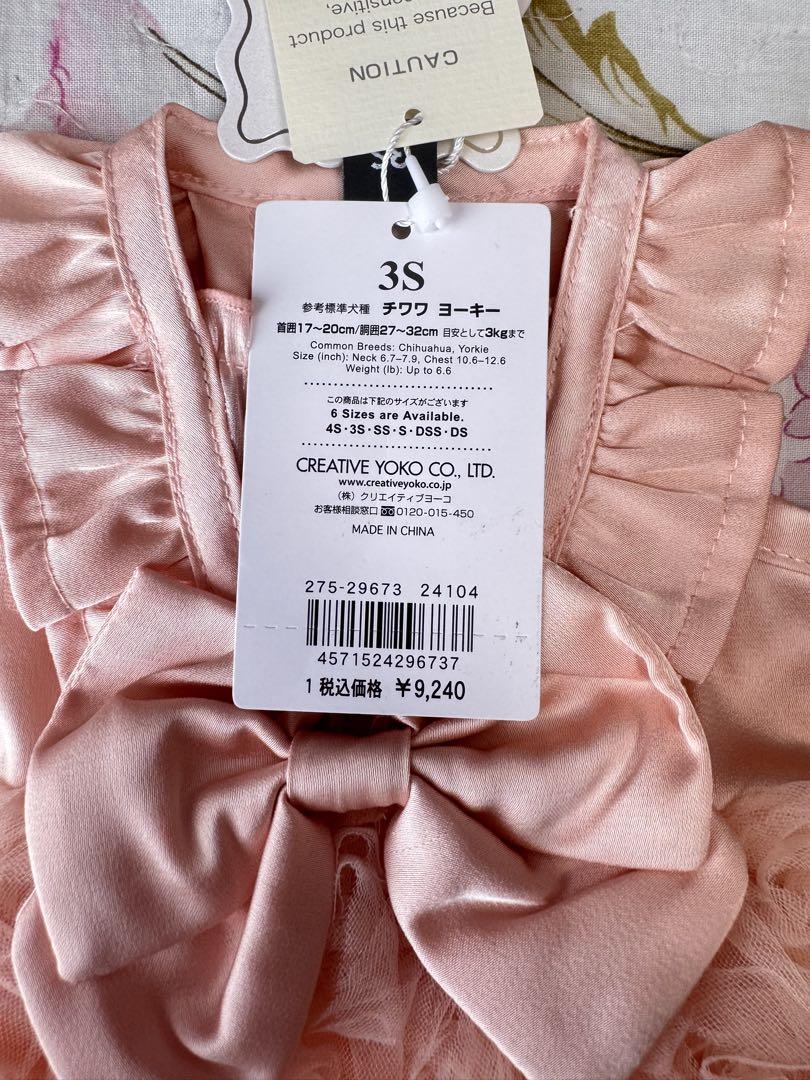 CAUTION
Because this product
sensitive,
3S
参考標準犬種 チワワ ヨーキー
首囲17～20cm/胴囲27～32cm 目安として3kgまで
Common Breeds: Chihuahua, Yorkie
Size (inch): Neck 6.7–7.9, Chest 10.6–12.6
Weight (lb): Up to 6.6
この商品は下記のサイズがございます
6 Sizes are Available.
4S・3S・SS・S・DSS・DS
CREATIVE YOKO CO., LTD.
www.creativeyoko.co.jp
（株）クリエイティブヨーコ
お客様相談窓口 0120-015-450
MADE IN CHINA
275-29673 24104
4571524296737
1 税込価格 ￥9,240